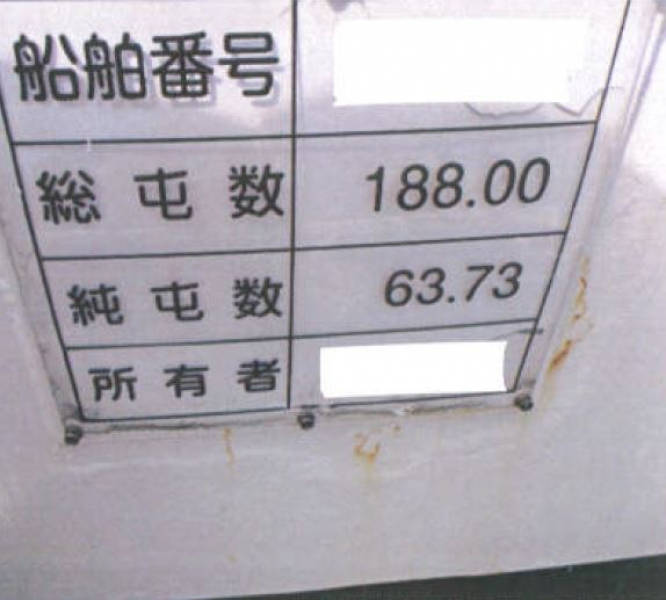 船舶番号
総屯数 188.00
純屯数 63.73
所有者